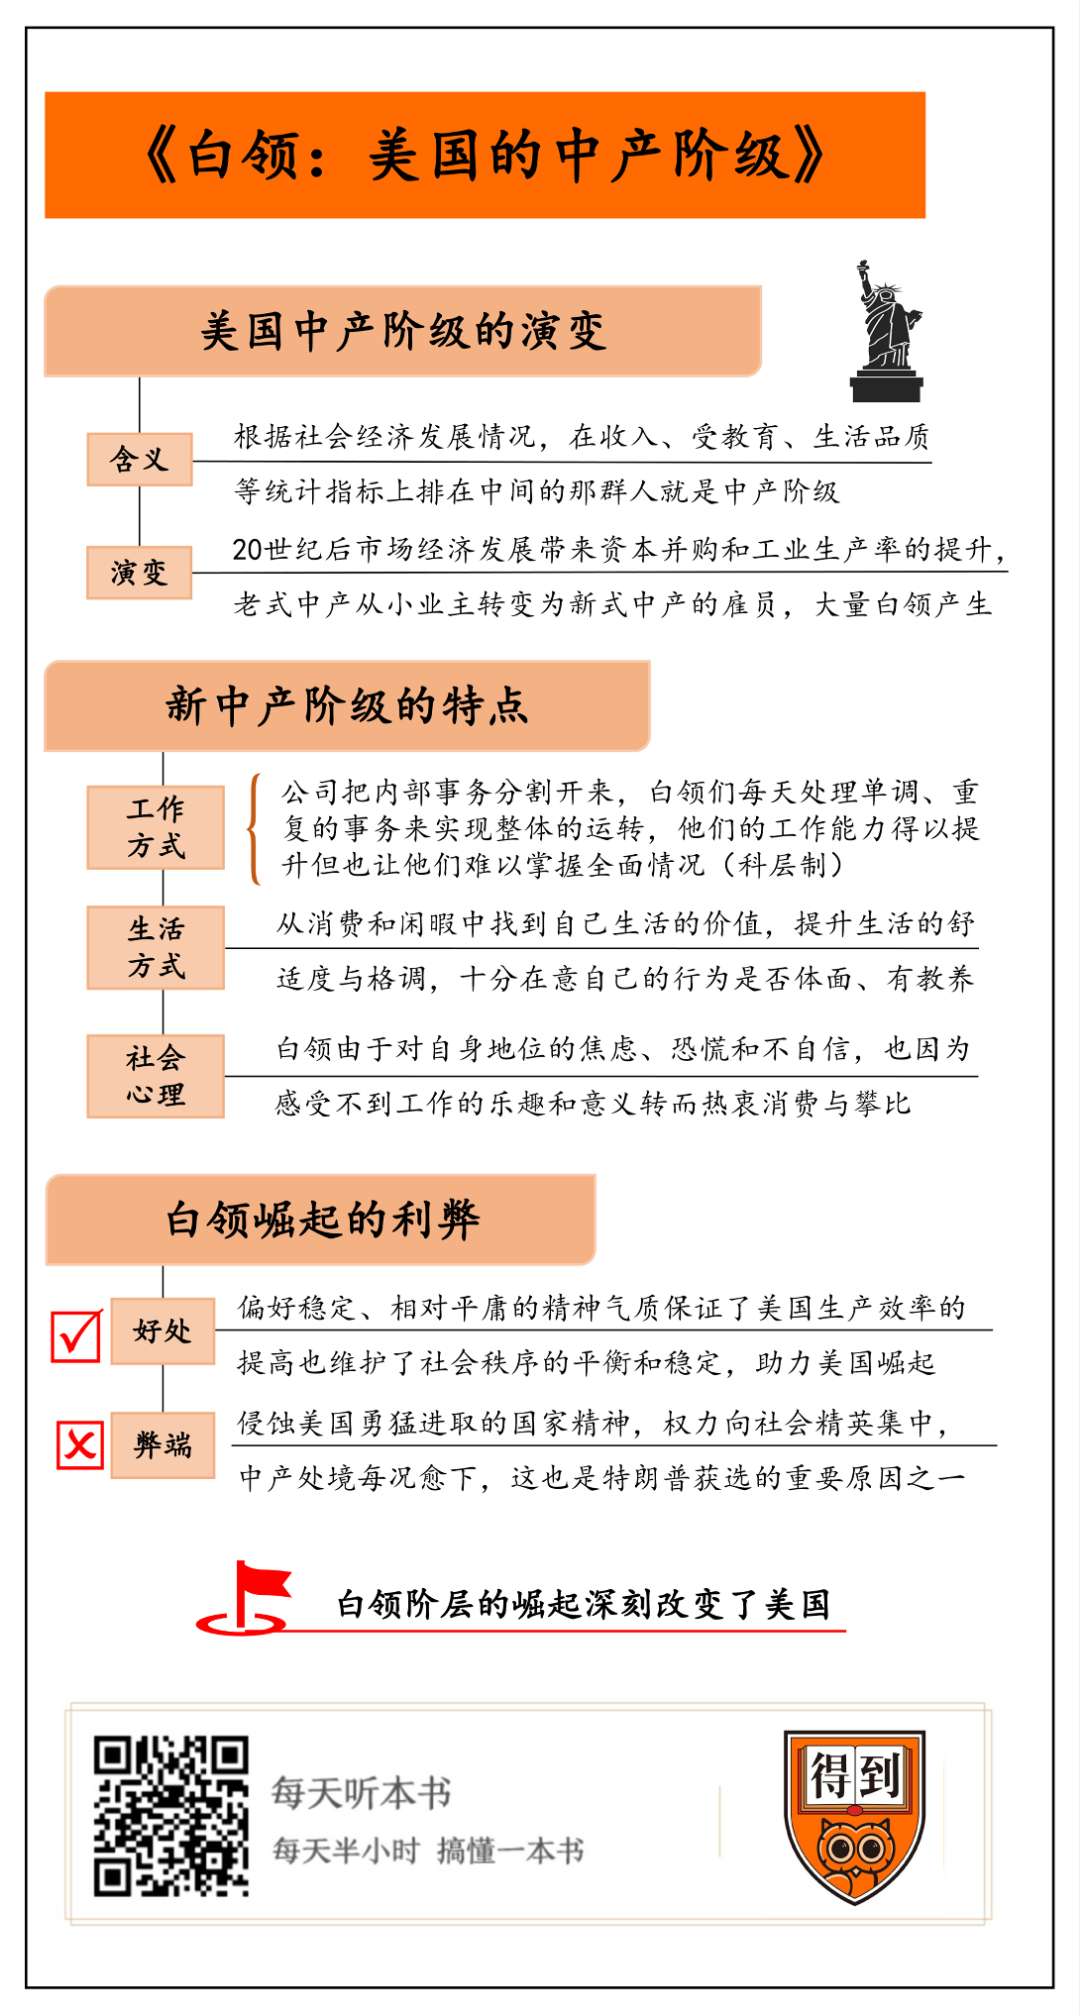 《白领：美国的中产阶级》
美国中产阶级的演变
含义
根据社会经济发展情况，在收入、受教育、生活品质
等统计指标上排在中间的那群人就是中产阶级
演变
20世纪后市场经济发展带来资本并购和工业生产率的提升，
老式中产从小业主转变为新式中产的雇员，大量白领产生
新中产阶级的特点
工作
方式
公司把内部事务分割开来，白领们每天处理单调、重
复的事务来实现整体的运转，他们的工作能力得以提
升但也让他们难以掌握全面情况（科层制）
生活
方式
从消费和闲暇中找到自己生活的价值，提升生活的舒
适度与格调，十分在意自己的行为是否体面、有教养
社会
心理
白领由于对自身地位的焦虑、恐慌和不自信，也因为
感受不到工作的乐趣和意义转而热衷消费与攀比
白领崛起的利弊
好处
偏好稳定、相对平庸的精神气质保证了美国生产效率的
提高也维护了社会秩序的平衡和稳定，助力美国崛起
弊端
侵蚀美国勇猛进取的国家精神，权力向社会精英集中，
中产处境每况愈下，这也是特朗普获选的重要原因之一
白领阶层的崛起深刻改变了美国
每天听本书
每天半小时 搞懂一本书
得到